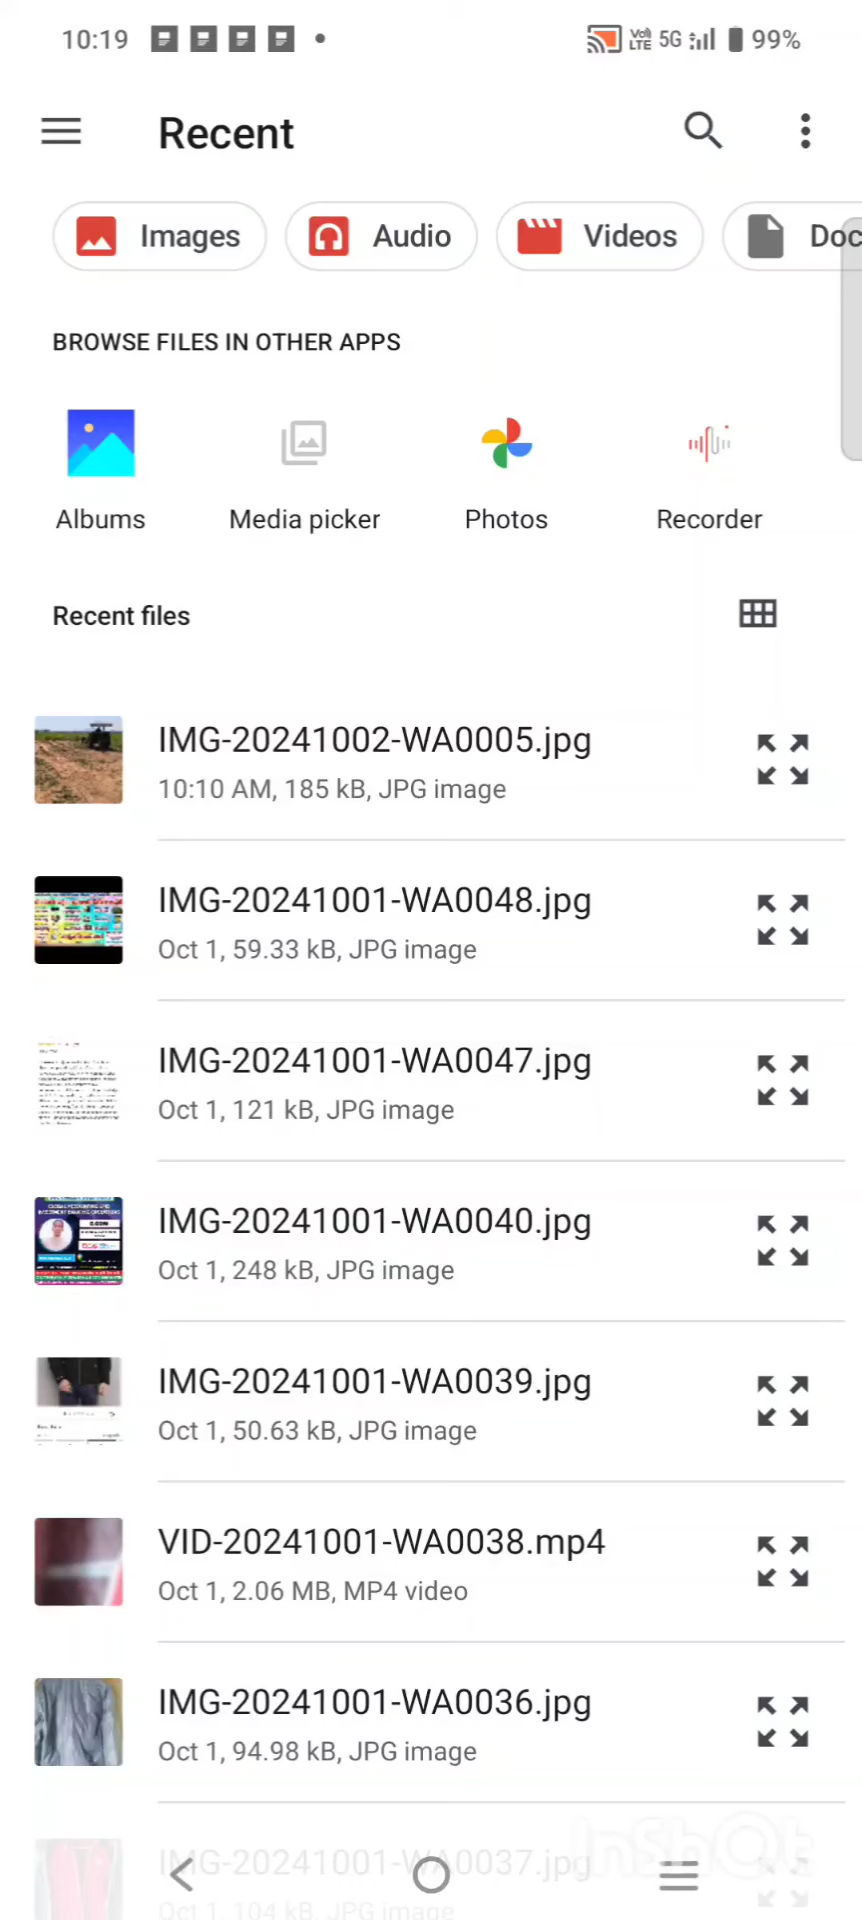 10:19
Vo)
LTE 5G 99%
Recent
Images Audio Videos Doc
BROWSE FILES IN OTHER APPS
Albums Media picker Photos Recorder
Recent files
IMG-20241002-WA0005.jpg
10:10 AM, 185 kB, JPG image
IMG-20241001-WA0048.jpg
Oct 1, 59.33 kB, JPG image
IMG-20241001-WA0047.jpg
Oct 1, 121 kB, JPG image
IMG-20241001-WA0040.jpg
Oct 1, 248 kB, JPG image
IMG-20241001-WA0039.jpg
Oct 1, 50.63 kB, JPG image
VID-20241001-WA0038.mp4
Oct 1, 2.06 MB, MP4 video
IMG-20241001-WA0036.jpg
Oct 1, 94.98 kB, JPG image
InShOt
IMG-20241001-WA0037.jpg
Oct 1, 104 kB, JPG image